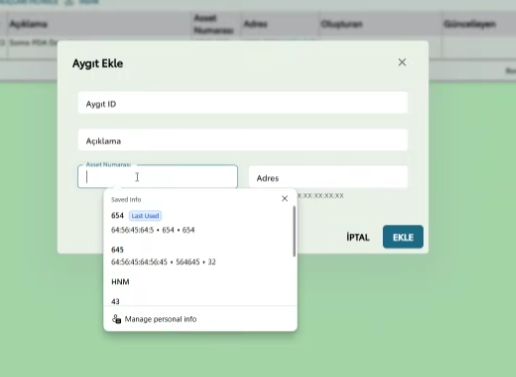 Açıklama
Asset
Numarası
Adres
Oluşturan
Güncelleyen
Aygıt Ekle
Aygıt ID
Açıklama
Asset Numarası
Adres
X:XX:XX:XX:XX
Saved Info
654 Last Used
64:56:45:64:5 • 654 • 654
645
64:56:45:64:56:45 • 564645 • 32
HNM
43
Manage personal info
İPTAL
EKLE